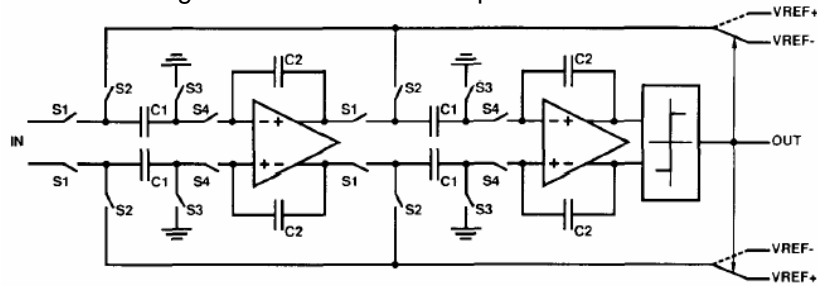 VREF+
VREF-
C2 C2
S2 S3 S2 S3
S1 C1 S4 - + S1 C1 S4 - +
IN OUT
+ - + -
S1 C1 S4 S1 C1 S4
S2 S3 S2 S3
C2 C2
VREF-
VREF+